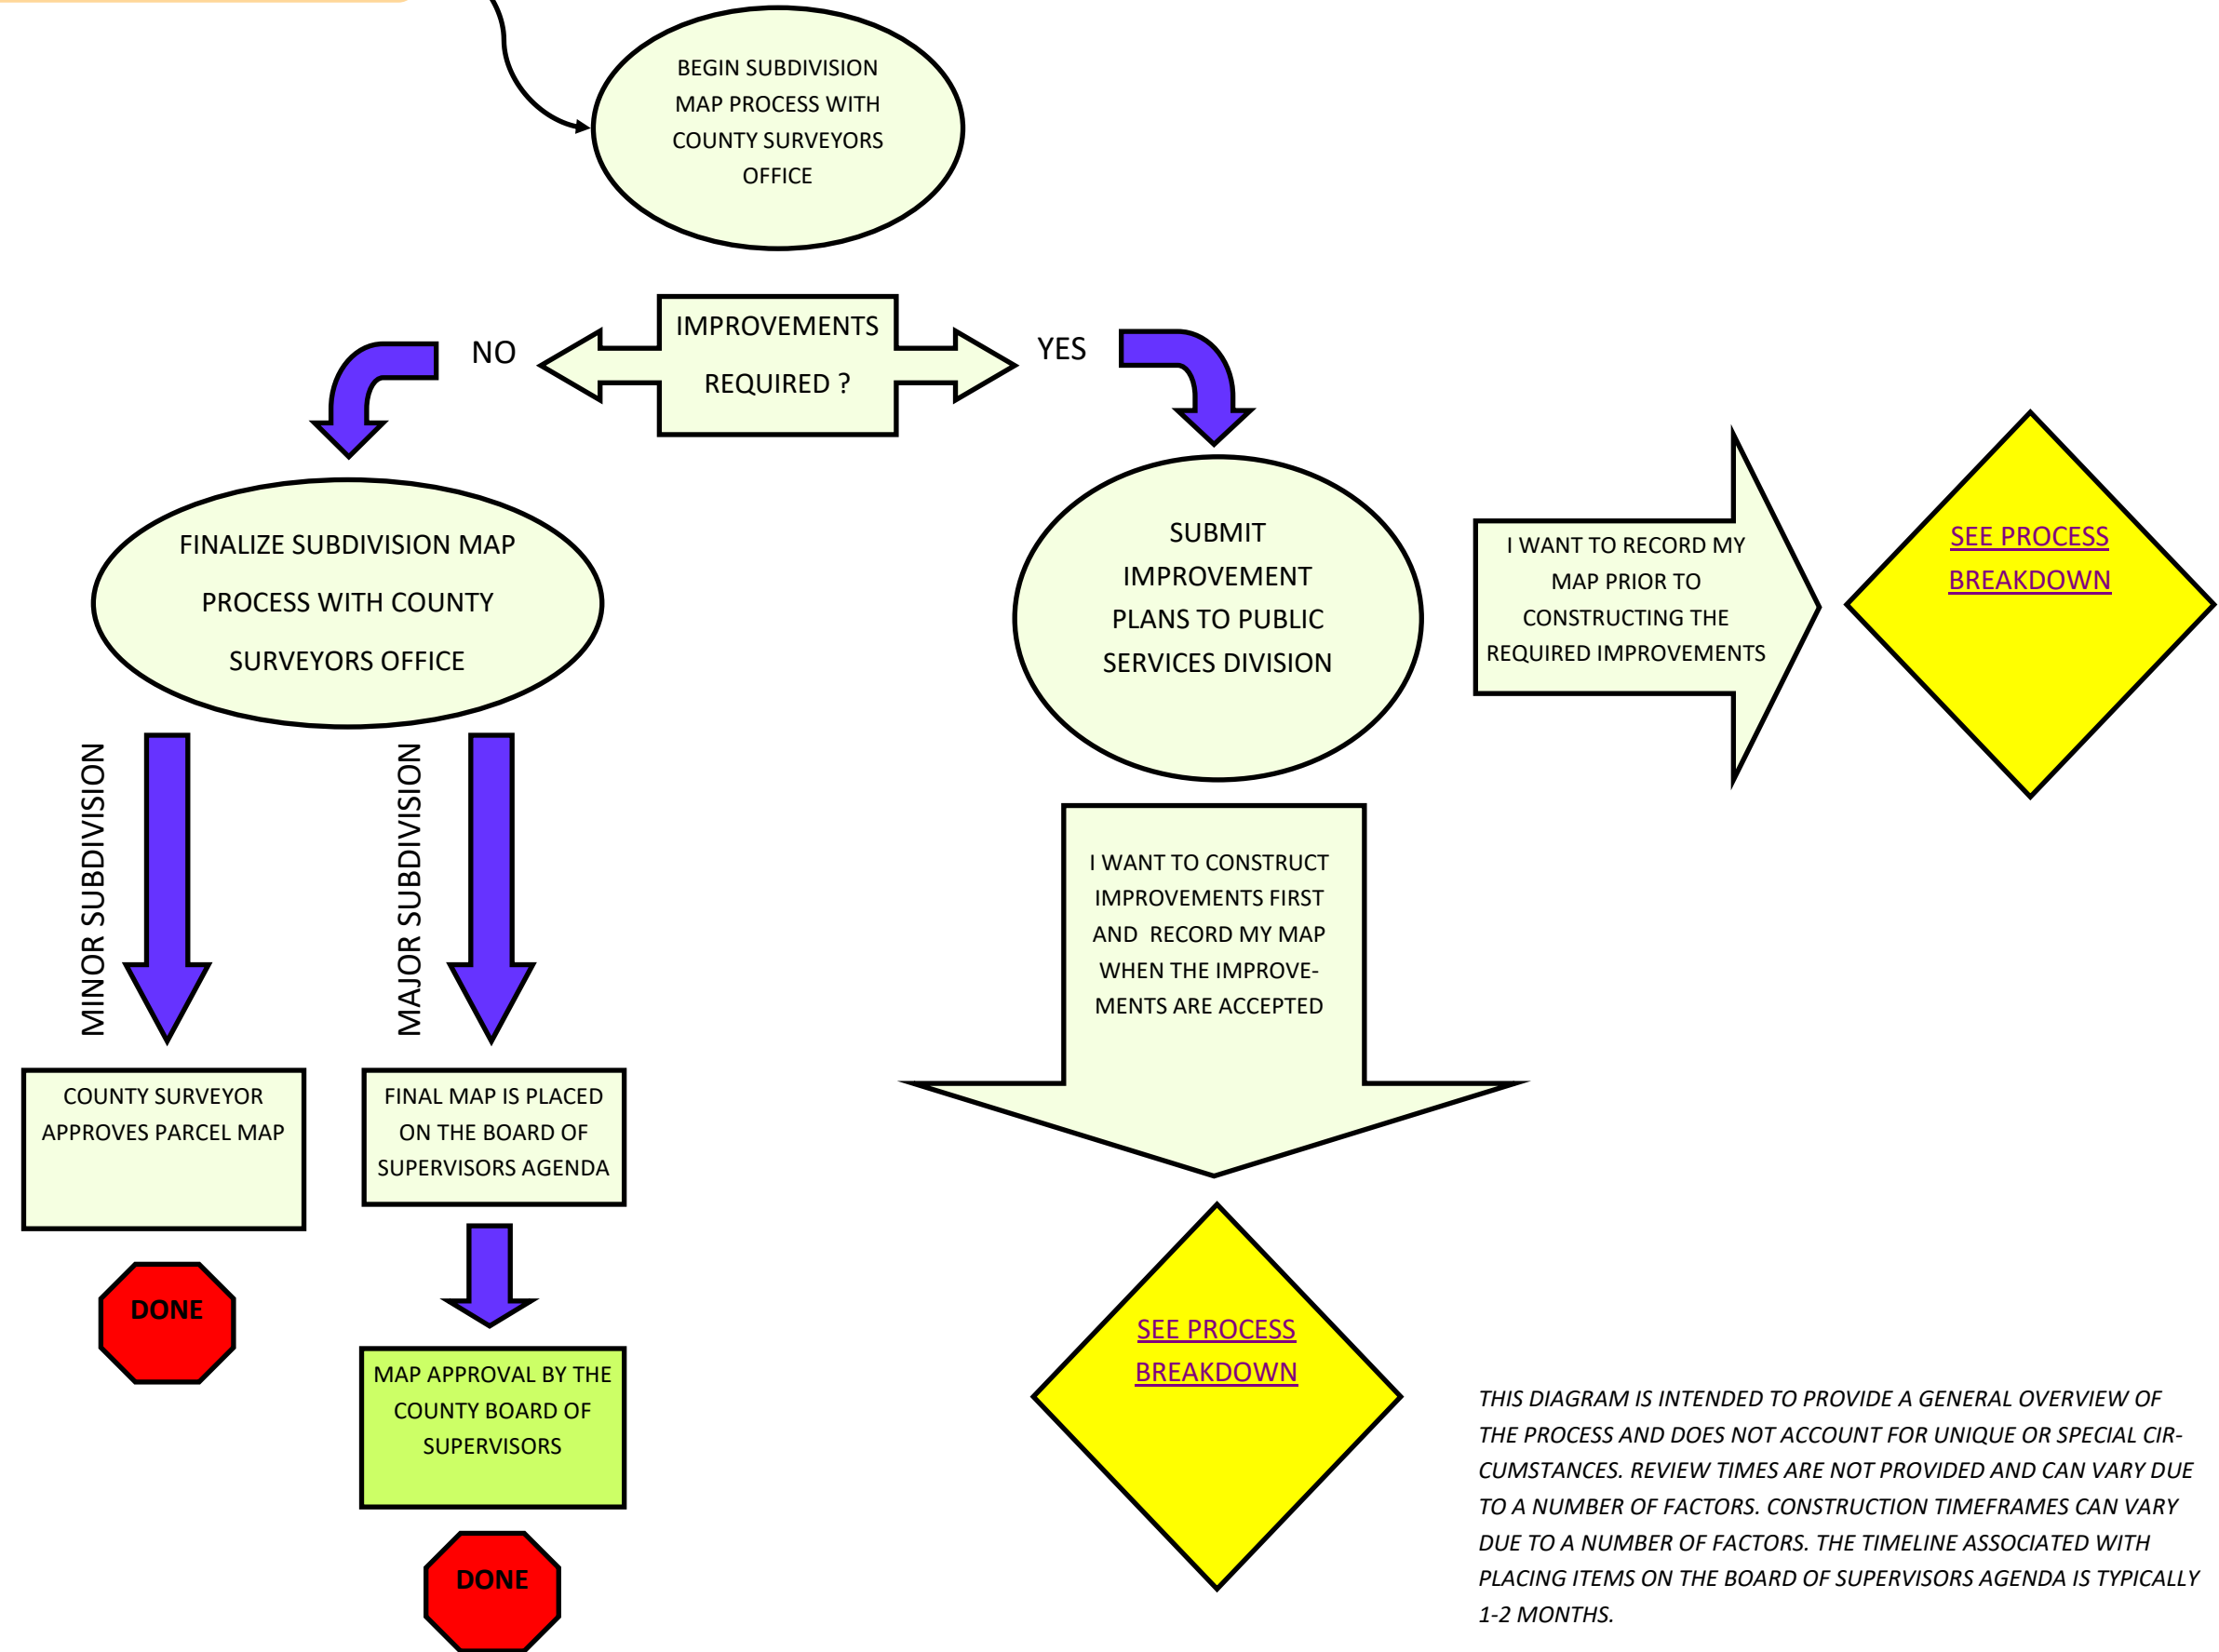 BEGIN SUBDIVISION
MAP PROCESS WITH
COUNTY SURVEYORS
OFFICE
IMPROVEMENTS
REQUIRED ?
NO
YES
FINALIZE SUBDIVISION MAP
PROCESS WITH COUNTY
SURVEYORS OFFICE
SUBMIT
IMPROVEMENT
PLANS TO PUBLIC
SERVICES DIVISION
I WANT TO RECORD MY
MAP PRIOR TO
CONSTRUCTING THE
REQUIRED IMPROVEMENTS
SEE PROCESS
BREAKDOWN
MINOR SUBDIVISION
MAJOR SUBDIVISION
I WANT TO CONSTRUCT
IMPROVEMENTS FIRST
AND RECORD MY MAP
WHEN THE IMPROVE-
MENTS ARE ACCEPTED
COUNTY SURVEYOR
APPROVES PARCEL MAP
FINAL MAP IS PLACED
ON THE BOARD OF
SUPERVISORS AGENDA
DONE
MAP APPROVAL BY THE
COUNTY BOARD OF
SUPERVISORS
DONE
SEE PROCESS
BREAKDOWN
THIS DIAGRAM IS INTENDED TO PROVIDE A GENERAL OVERVIEW OF
THE PROCESS AND DOES NOT ACCOUNT FOR UNIQUE OR SPECIAL CIR-
CUMSTANCES. REVIEW TIMES ARE NOT PROVIDED AND CAN VARY DUE
TO A NUMBER OF FACTORS. CONSTRUCTION TIMEFRAMES CAN VARY
DUE TO A NUMBER OF FACTORS. THE TIMELINE ASSOCIATED WITH
PLACING ITEMS ON THE BOARD OF SUPERVISORS AGENDA IS TYPICALLY
1-2 MONTHS.